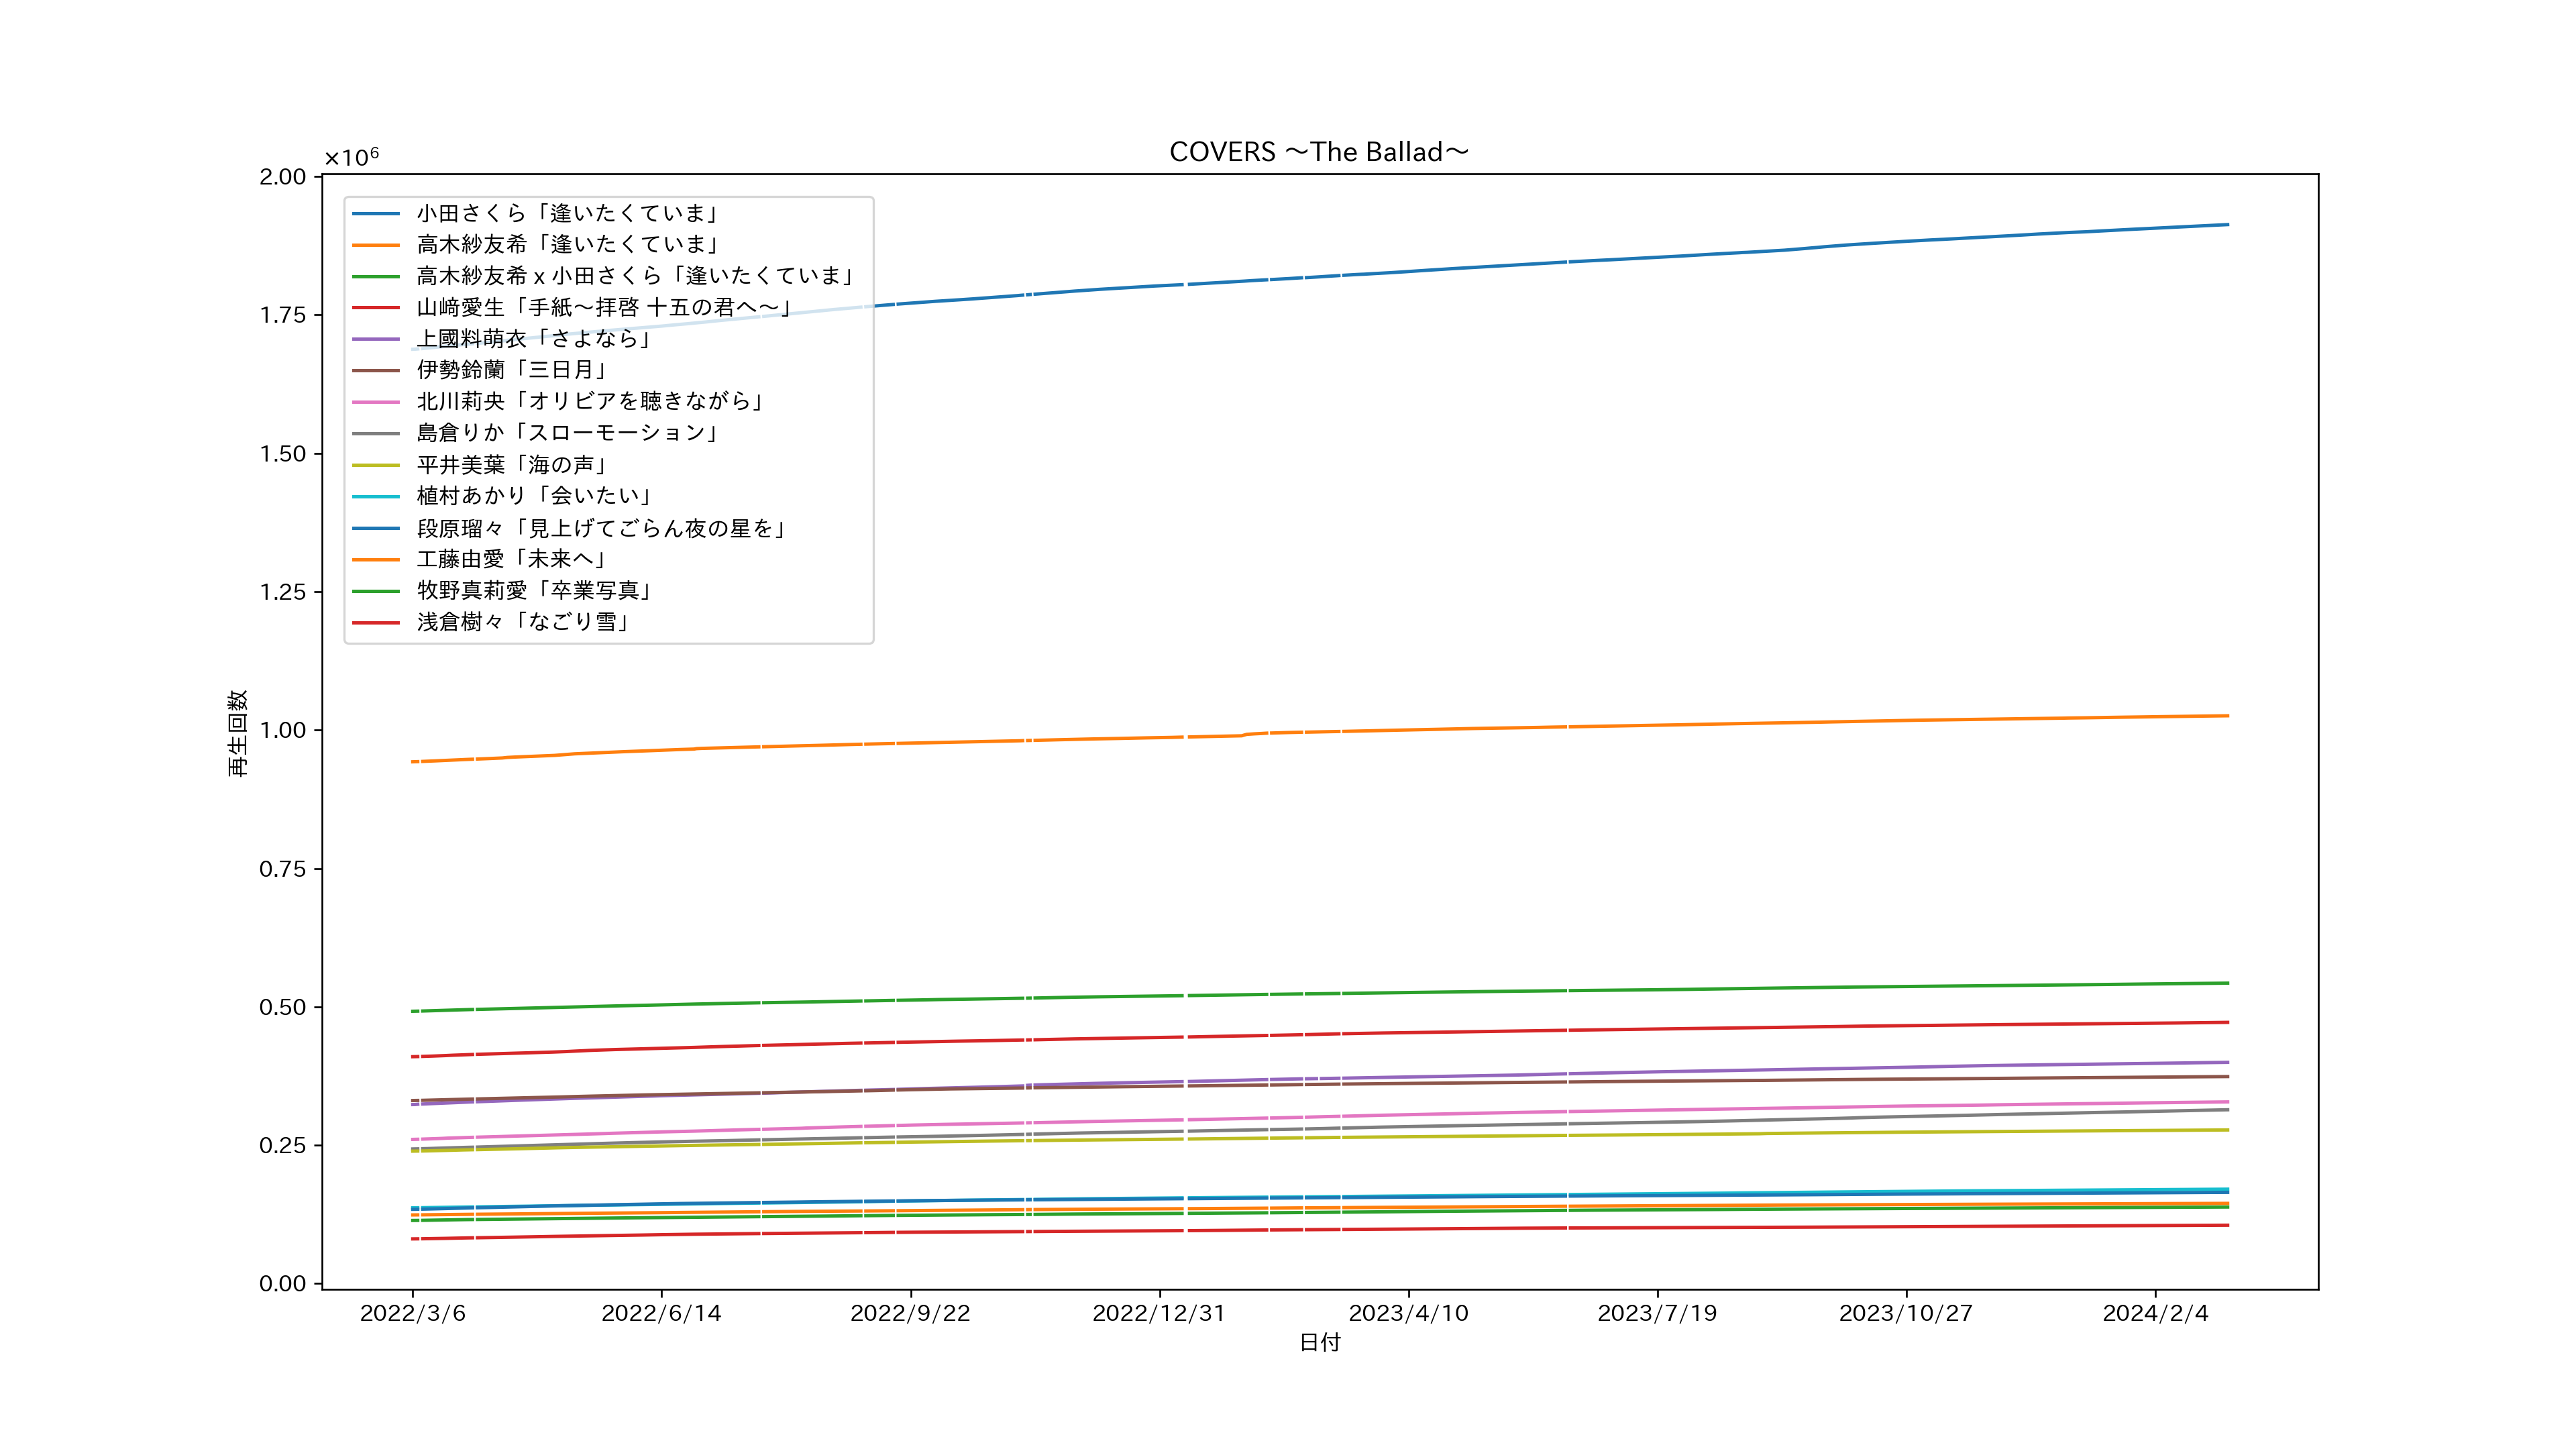 COVERS ～The Ballad～
×10⁶
2.00
1.75
1.50
1.25
1.00
0.75
0.50
0.25
0.00
再生回数
小田さくら「逢いたくていま」
高木紗友希「逢いたくていま」
高木紗友希 x 小田さくら「逢いたくていま」
山﨑愛生「手紙～拝啓 十五の君へ～」
上國料萌衣「さよなら」
伊勢鈴蘭「三日月」
北川莉央「オリビアを聴きながら」
島倉りか「スローモーション」
平井美葉「海の声」
植村あかり「会いたい」
段原瑠々「見上げてごらん夜の星を」
工藤由愛「未来へ」
牧野真莉愛「卒業写真」
浅倉樹々「なごり雪」
2022/3/6 2022/6/14 2022/9/22 2022/12/31 2023/4/10 2023/7/19 2023/10/27 2024/2/4
日付